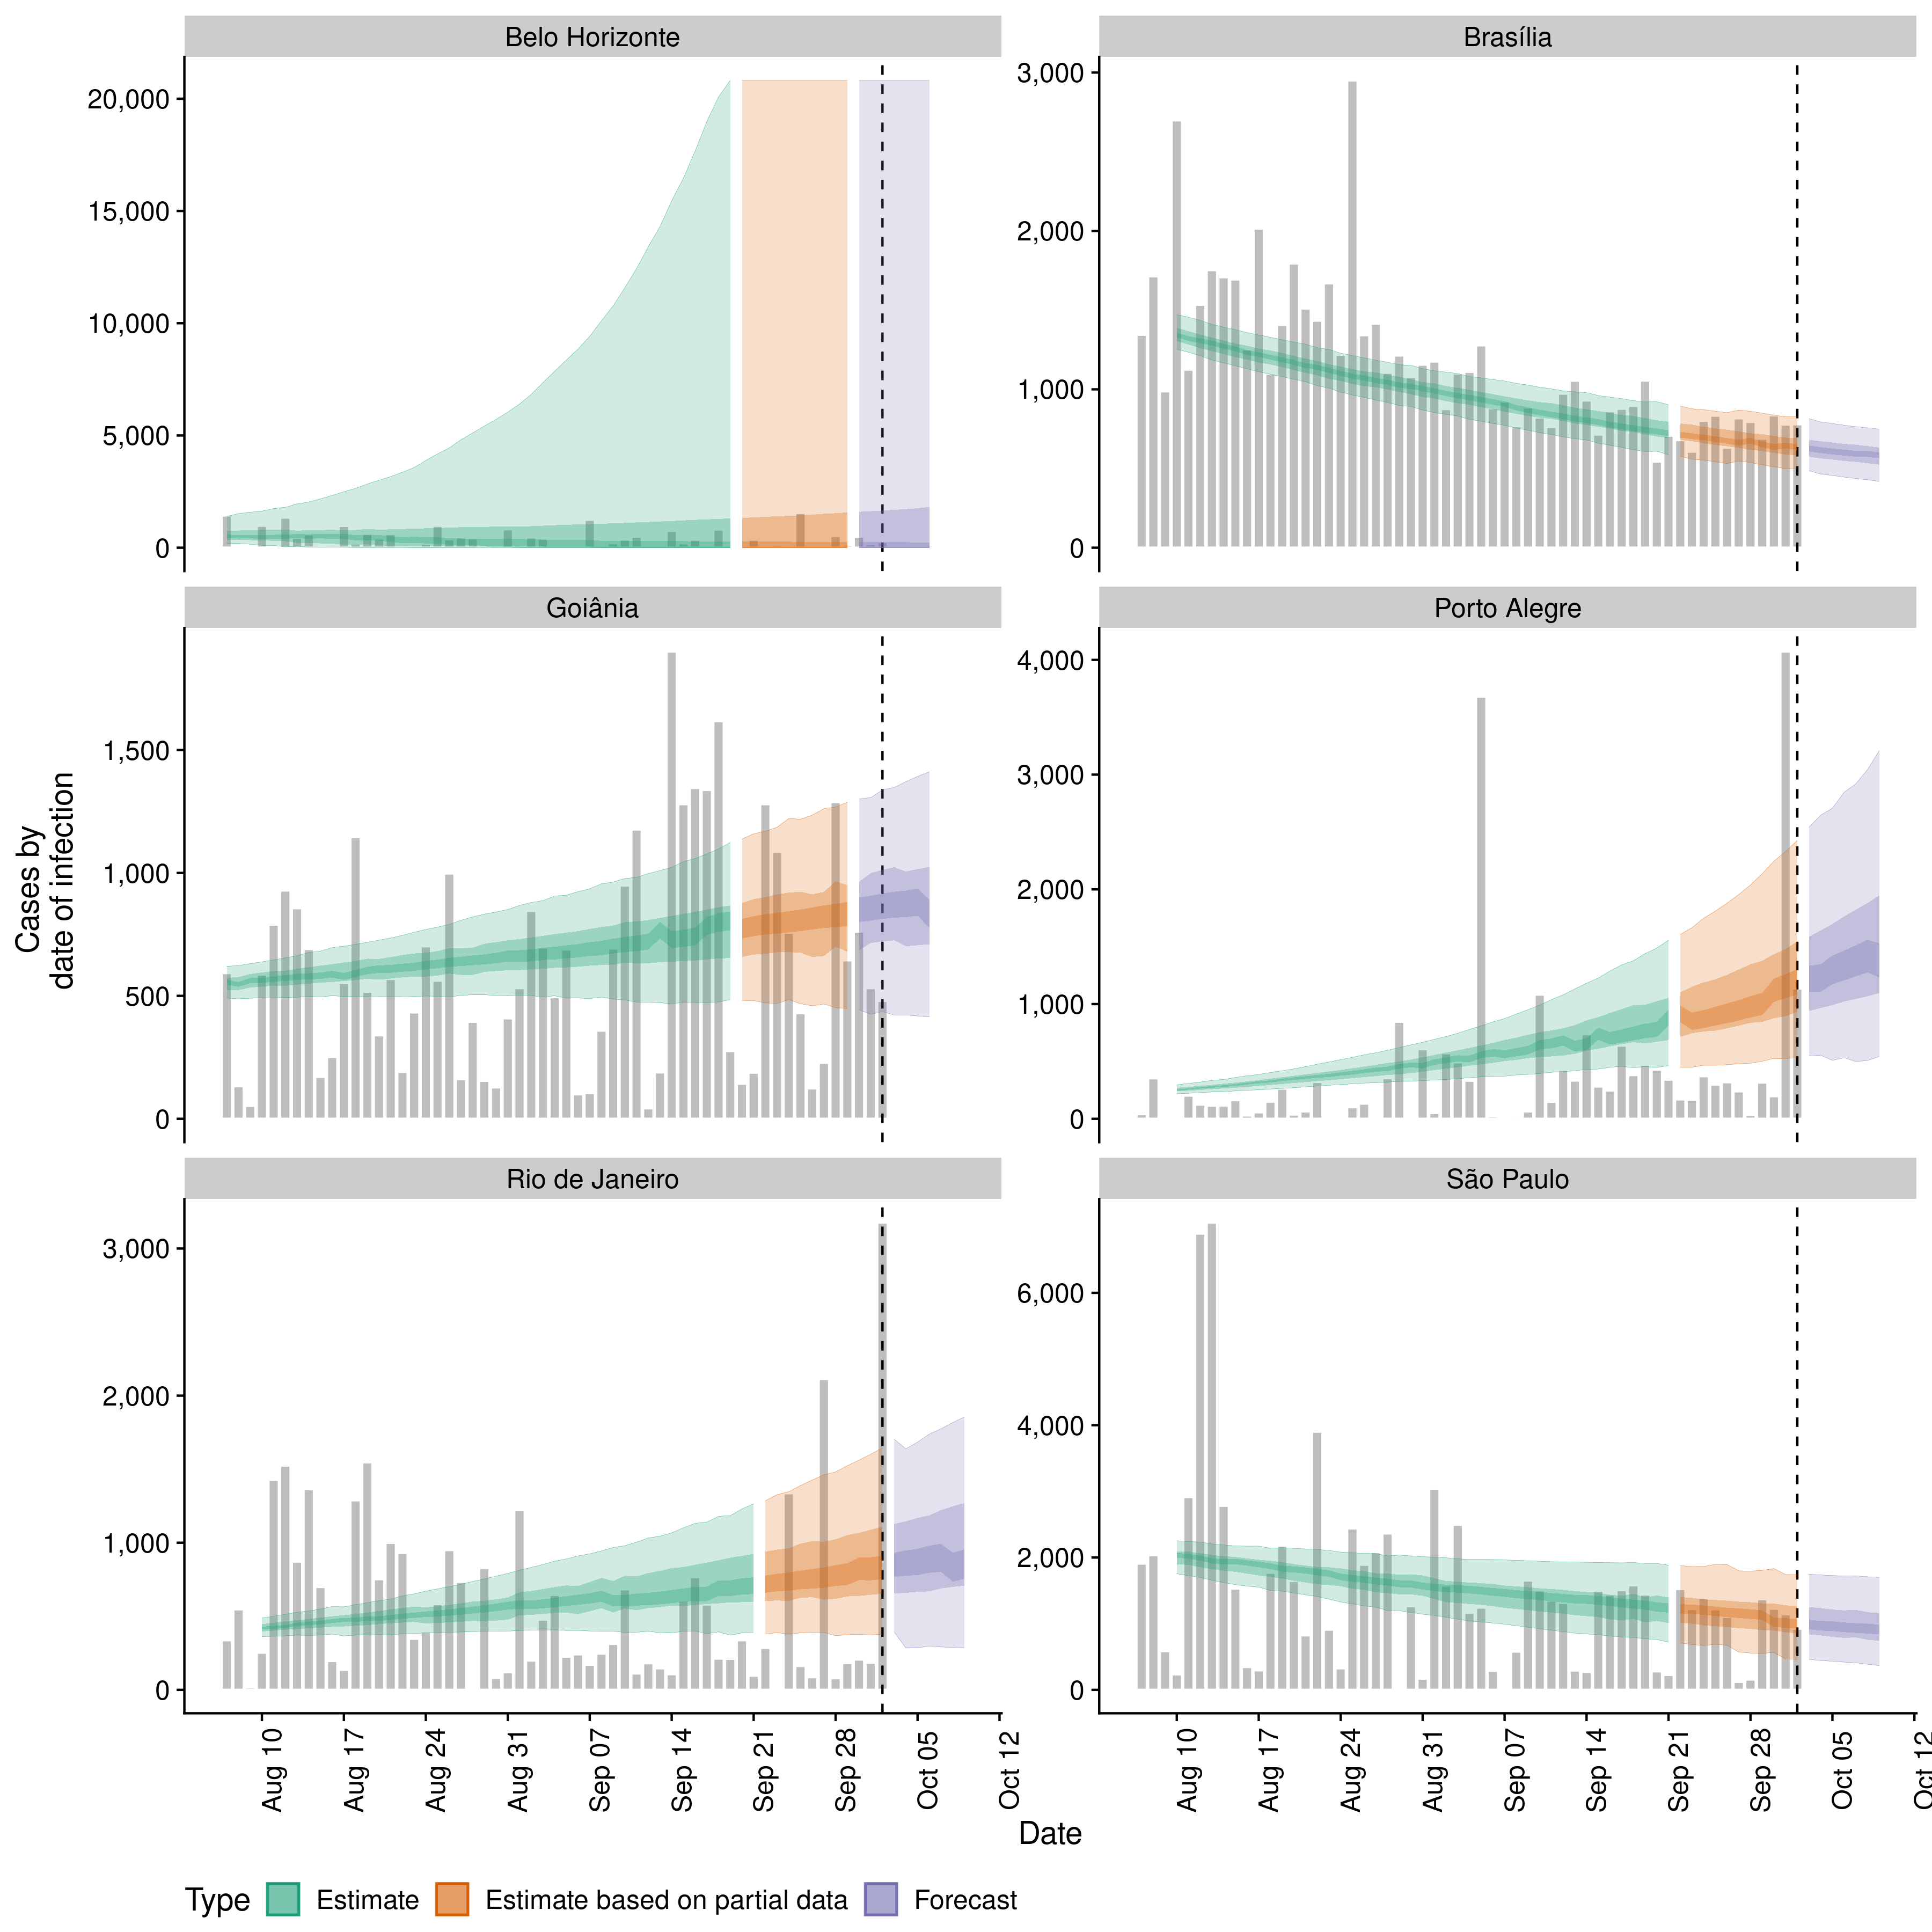 Belo Horizonte
Brasília
20,000
15,000
10,000
5,000
0
3,000
2,000
1,000
0
Goiânia
Porto Alegre
1,500
1,000
500
0
4,000
3,000
2,000
1,000
0
Cases by
date of infection
Rio de Janeiro
São Paulo
3,000
2,000
1,000
0
6,000
4,000
2,000
0
Aug 10
Aug 17
Aug 24
Aug 31
Sep 07
Sep 14
Sep 21
Sep 28
Oct 05
Oct 12
Aug 10
Aug 17
Aug 24
Aug 31
Sep 07
Sep 14
Sep 21
Sep 28
Oct 05
Oct 12
Date
Type
Estimate
Estimate based on partial data
Forecast